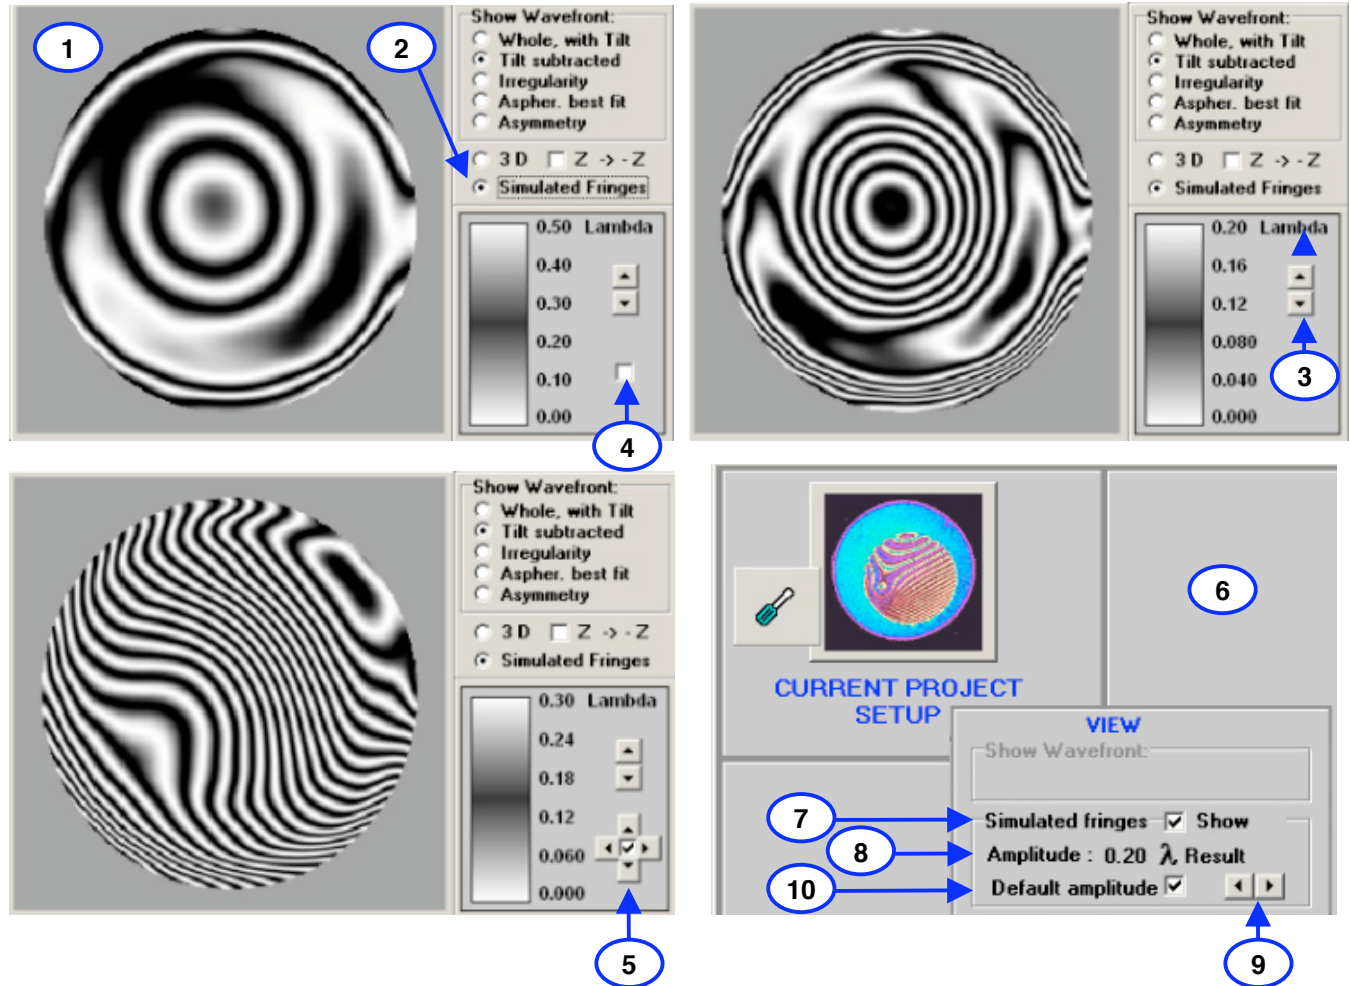 1
2
Show Wavefront:
Whole, with Tilt
Tilt subtracted
Irregularity
Aspher. best fit
Asymmetry
3 D Z -> - Z
Simulated Fringes
0.50 Lambda
0.40
0.30
0.20
0.10
0.00
4
Show Wavefront:
Whole, with Tilt
Tilt subtracted
Irregularity
Aspher. best fit
Asymmetry
3 D Z -> - Z
Simulated Fringes
0.20 Lambda
0.16
0.12
0.080
0.040
0.000
3
Show Wavefront:
Whole, with Tilt
Tilt subtracted
Irregularity
Aspher. best fit
Asymmetry
3 D Z -> - Z
Simulated Fringes
0.30 Lambda
0.24
0.18
0.12
0.060
0.000
5
CURRENT PROJECT
SETUP
6
VIEW
Show Wavefront:
7
Simulated fringes Show
8
Amplitude : 0.20 λ, Result
10
Default amplitude
9